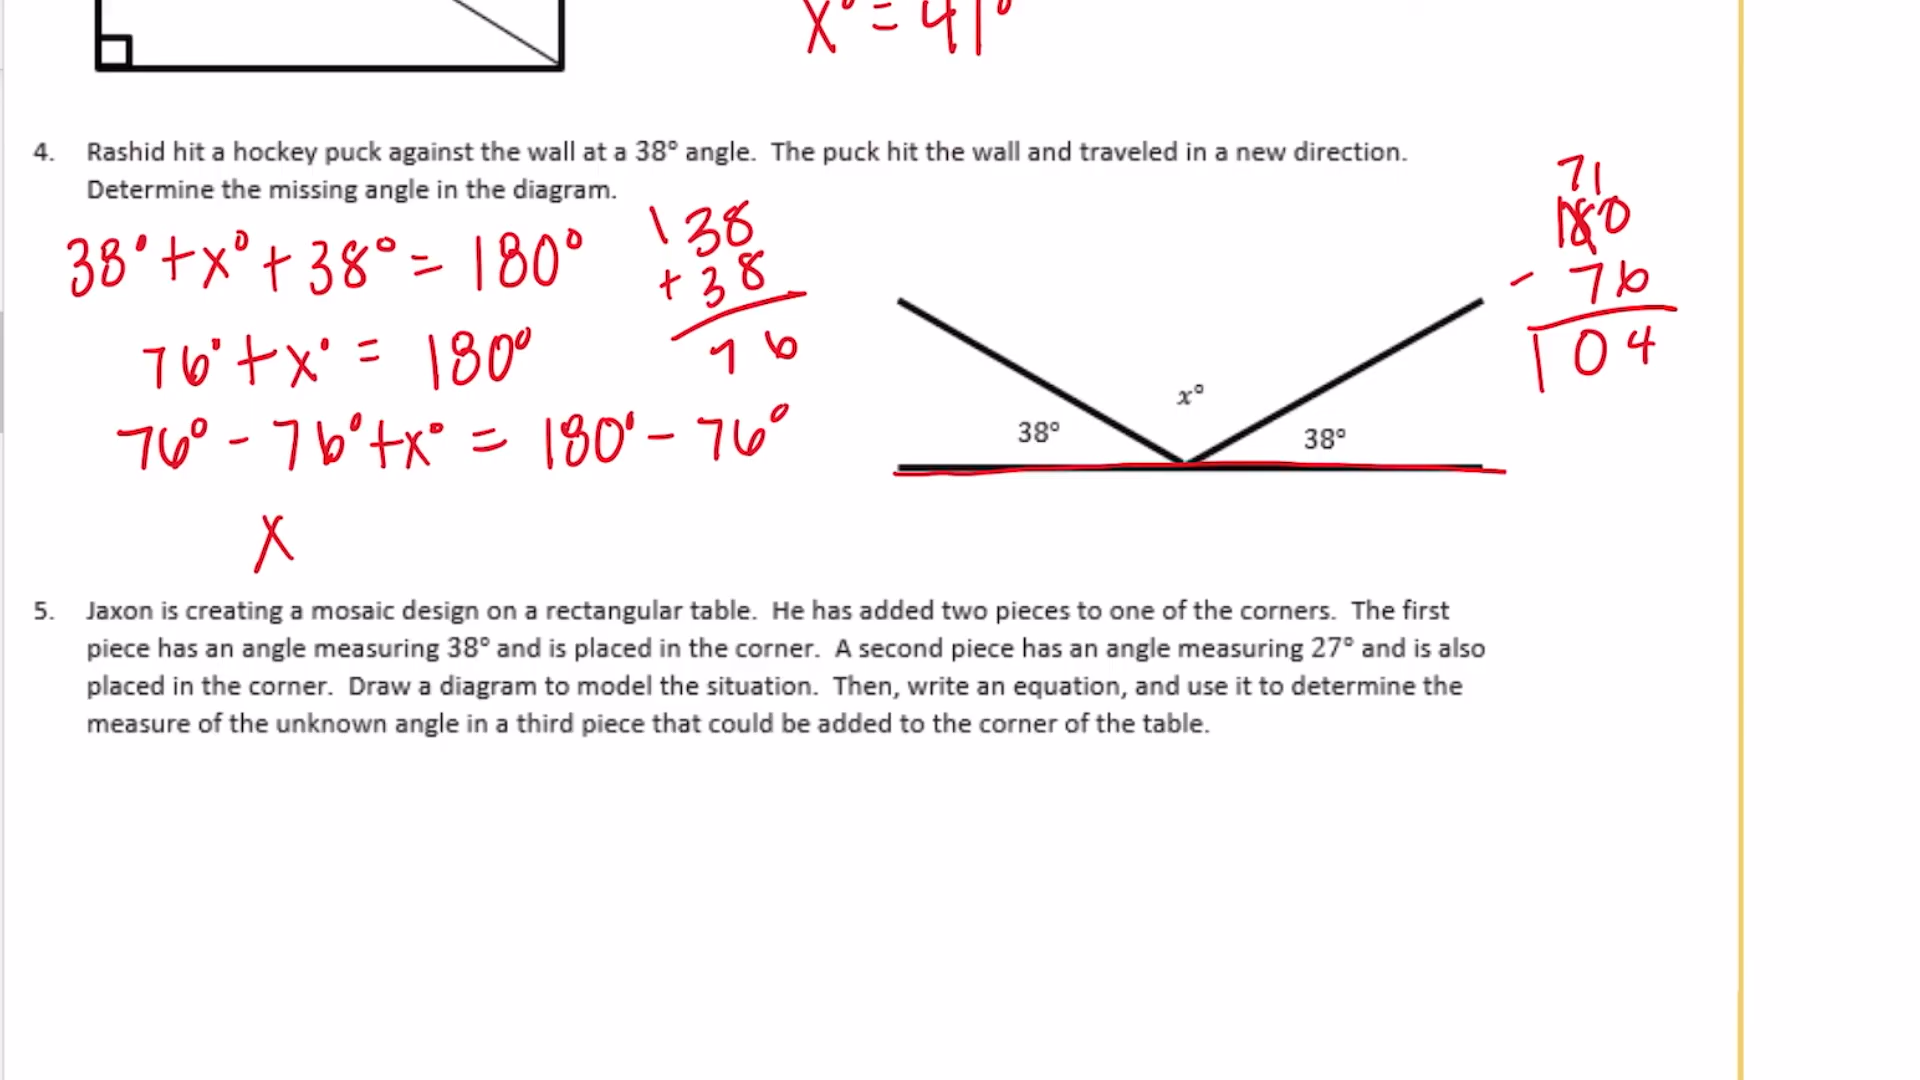 x° = 41°
4. Rashid hit a hockey puck against the wall at a 38° angle. The puck hit the wall and traveled in a new direction.
Determine the missing angle in the diagram.
38° + x° + 38° = 180°
76° + x° = 180°
76° - 76° + x° = 180° - 76°
x
1
38
+ 38
76
x°
38°
38°
71
180
- 76
104
5. Jaxon is creating a mosaic design on a rectangular table. He has added two pieces to one of the corners. The first
piece has an angle measuring 38° and is placed in the corner. A second piece has an angle measuring 27° and is also
placed in the corner. Draw a diagram to model the situation. Then, write an equation, and use it to determine the
measure of the unknown angle in a third piece that could be added to the corner of the table.